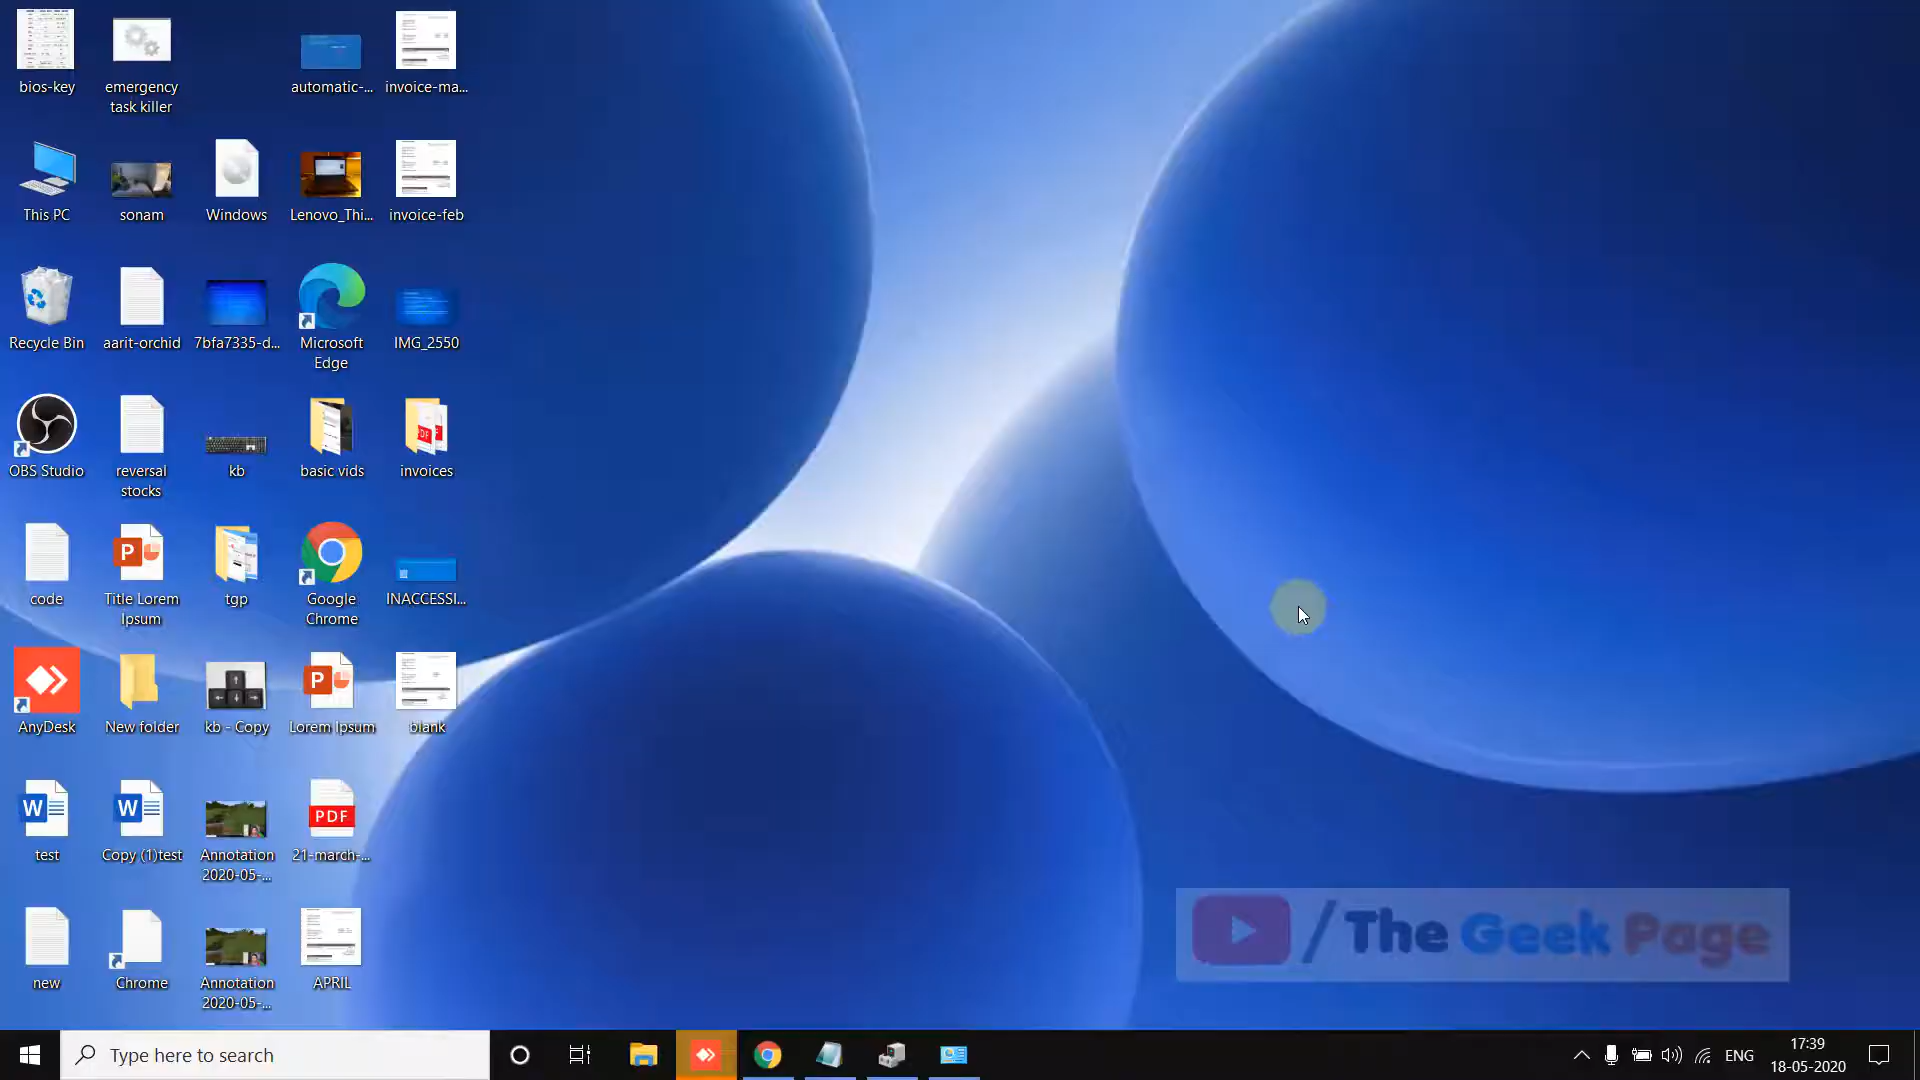 bios-key
emergency
task killer
automatic-...
invoice-ma...
This PC
sonam
Windows
Lenovo_Thi...
invoice-feb
Recycle Bin
aarit-orchid
7bfa7335-d...
Microsoft
Edge
IMG_2550
OBS Studio
reversal
stocks
kb
basic vids
invoices
code
Title Lorem
Ipsum
tgp
Google
Chrome
INACCESSI...
AnyDesk
New folder
kb - Copy
Lorem Ipsum
blank
test
Copy (1)test
Annotation
2020-05-...
21-march-...
new
Chrome
Annotation
2020-05-...
APRIL
PDF
/ The Geek Page
Type here to search
ENG
17:39
18-05-2020